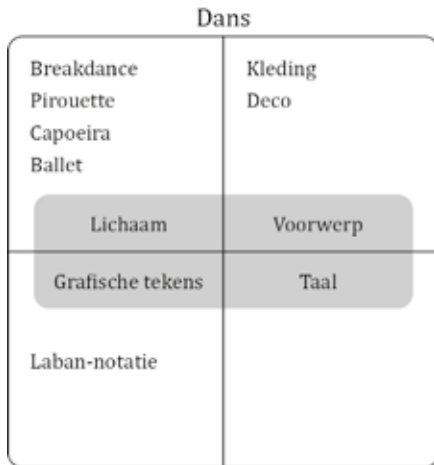 Dans
Breakdance
Pirouette
Capoeira
Ballet
Kleding
Deco
Lichaam
Voorwerp
Grafische tekens
Taal
Laban-notatie